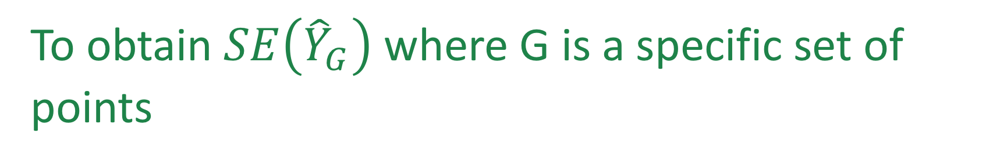 To obtain 𝑆𝐸(Ŷ_G) where G is a specific set of
points